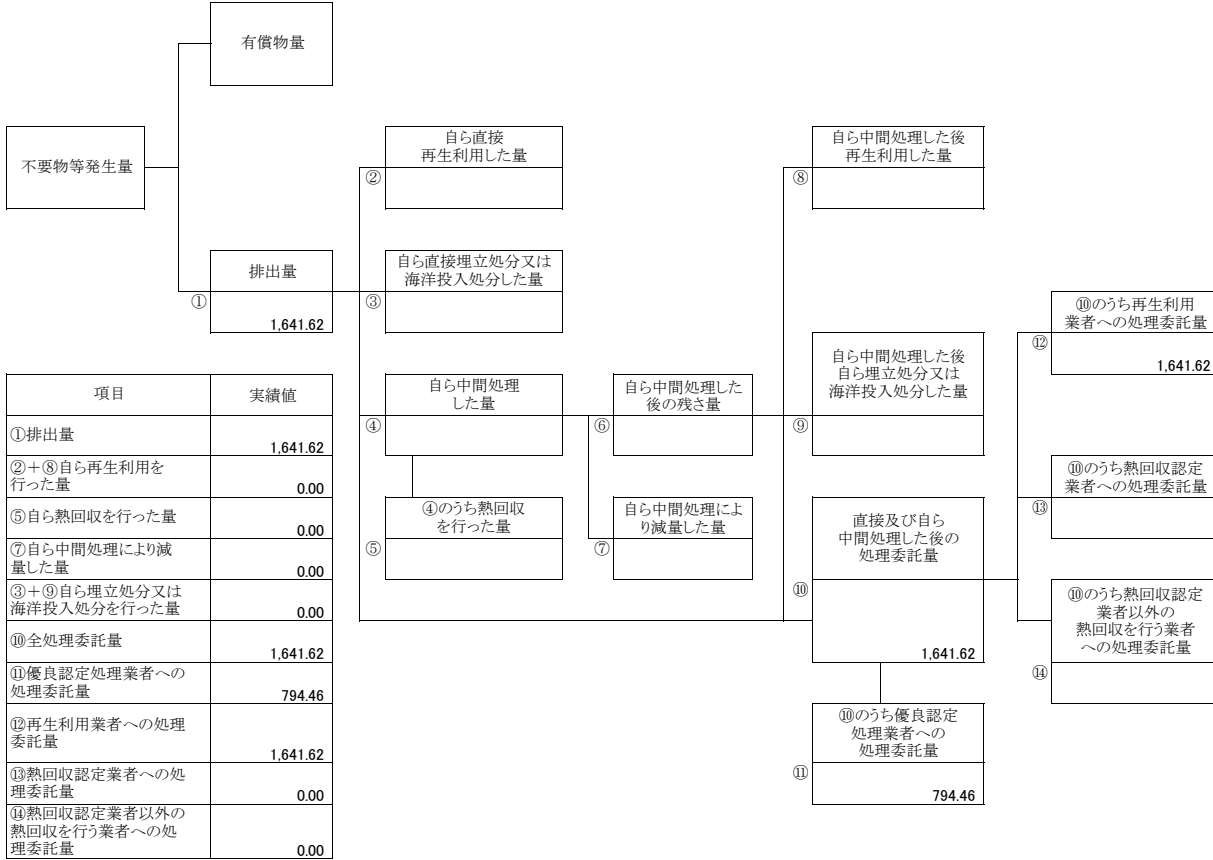 有償物量
不要物等発生量
自ら直接
再生利用した量
②
自ら中間処理した後
再生利用した量
⑧
排出量
①
1,641.62
自ら直接埋立処分又は
海洋投入処分した量
③
⑩のうち再生利用
業者への処理委託量
⑫
1,641.62
自ら中間処理
した量
④
自ら中間処理した
後の残さ量
⑥
自ら中間処理した後
自ら埋立処分又は
海洋投入処分した量
⑨
④のうち熱回収
を行った量
⑤
自ら中間処理によ
り減量した量
⑦
直接及び自ら
中間処理した後の
処理委託量
⑩
1,641.62
⑩のうち熱回収認定
業者への処理委託量
⑬
⑩のうち熱回収認定
業者以外の
熱回収を行う業者
への処理委託量
⑭
⑩のうち優良認定
処理業者への
処理委託量
⑪
794.46
項目 実績値
①排出量
1,641.62
②+⑧自ら再生利用を
行った量
0.00
⑤自ら熱回収を行った量
0.00
⑦自ら中間処理により減
量した量
0.00
③+⑨自ら埋立処分又は
海洋投入処分を行った量
0.00
⑩全処理委託量
1,641.62
⑪優良認定処理業者への
処理委託量
794.46
⑫再生利用業者への処理
委託量
1,641.62
⑬熱回収認定業者への処
理委託量
0.00
⑭熱回収認定業者以外の
熱回収を行う業者への処
理委託量
0.00